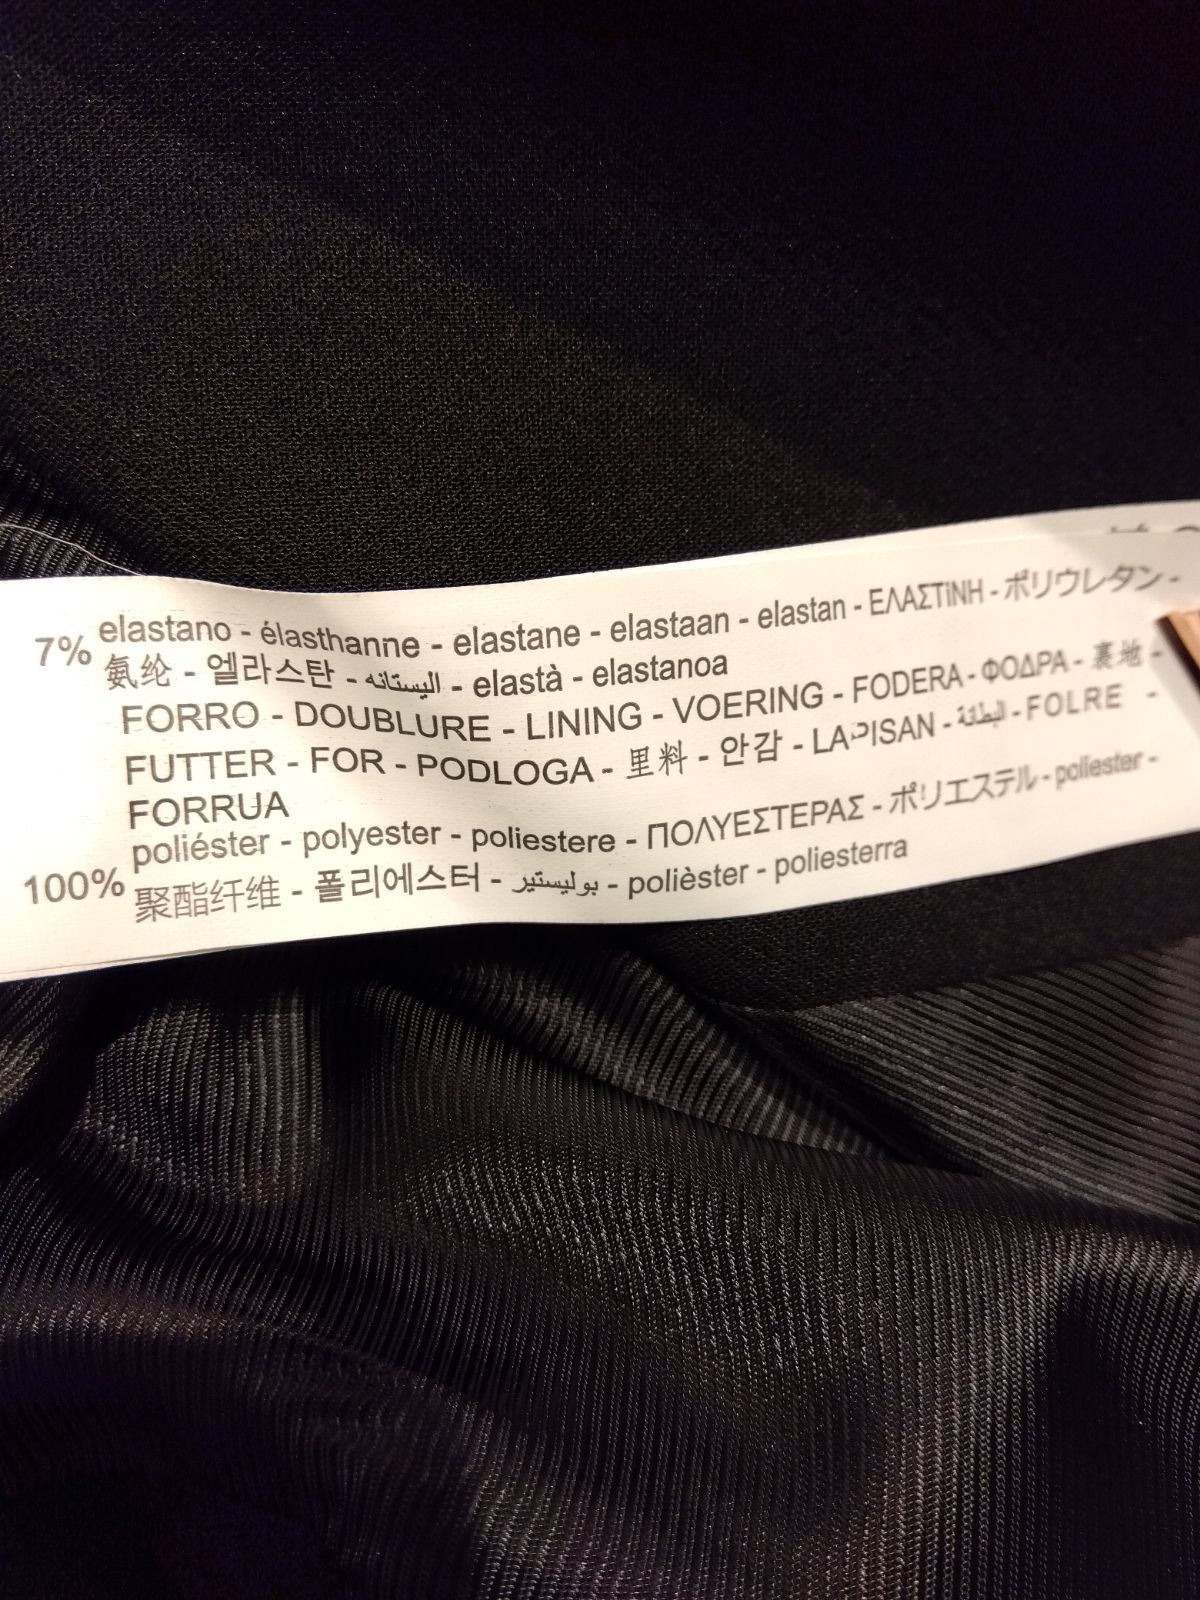 7% elastano - élasthanne - elastane - elastaan - elastan - ΕΛΑΣΤΙΝΗ - ポリウレタン -
氨纶 - 엘라스탄 - اليستانه - elastà - elastanoa
FORRO - DOUBLURE - LINING - VOERING - FODERA - ΦΟΔΡΑ - 裏地 -
FUTTER - FOR - PODLOGA - 里料 - 안감 - LAPISAN - البطانة - FOLRE -
FORRUA
poliéster - polyester - poliestere - ΠΟΛΥΕΣΤΕΡΑΣ - ポリエステル - poliester -
100% 聚酯纤维 - 폴리에스터 - بوليستير - polièster - poliesterra